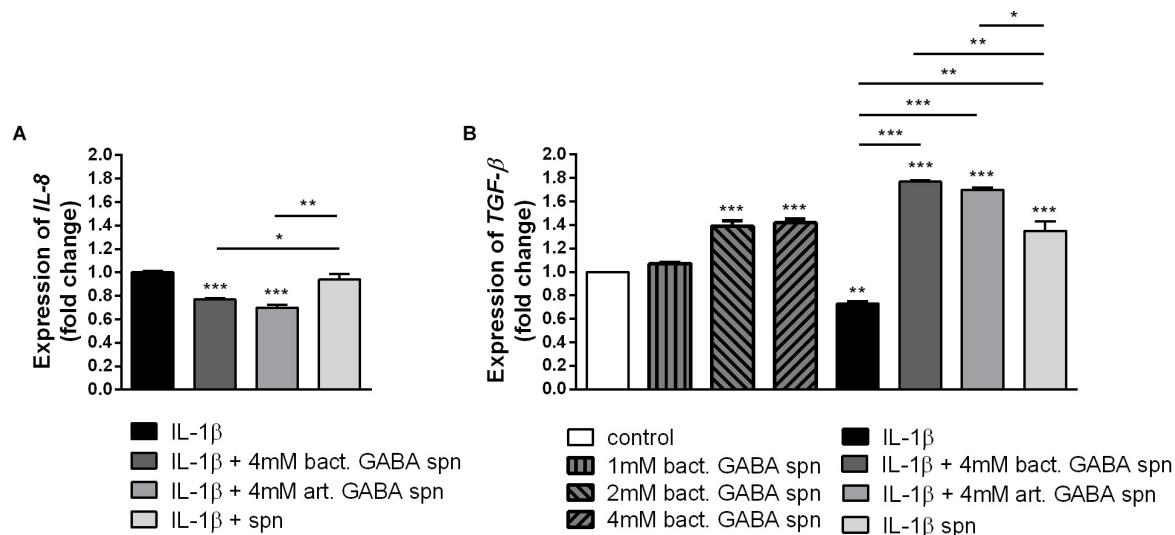 A
Expression of IL-8
(fold change)
2.0
1.8
1.6
1.4
1.2
1.0
0.8
0.6
0.4
0.2
0.0
***
***
**
*
IL-1β
IL-1β + 4mM bact. GABA spn
IL-1β + 4mM art. GABA spn
IL-1β + spn
B
Expression of TGF-β
(fold change)
2.0
1.8
1.6
1.4
1.2
1.0
0.8
0.6
0.4
0.2
0.0
*
**
**
***
***
***
***
**
***
***
***
control
1mM bact. GABA spn
2mM bact. GABA spn
4mM bact. GABA spn
IL-1β
IL-1β + 4mM bact. GABA spn
IL-1β + 4mM art. GABA spn
IL-1β spn